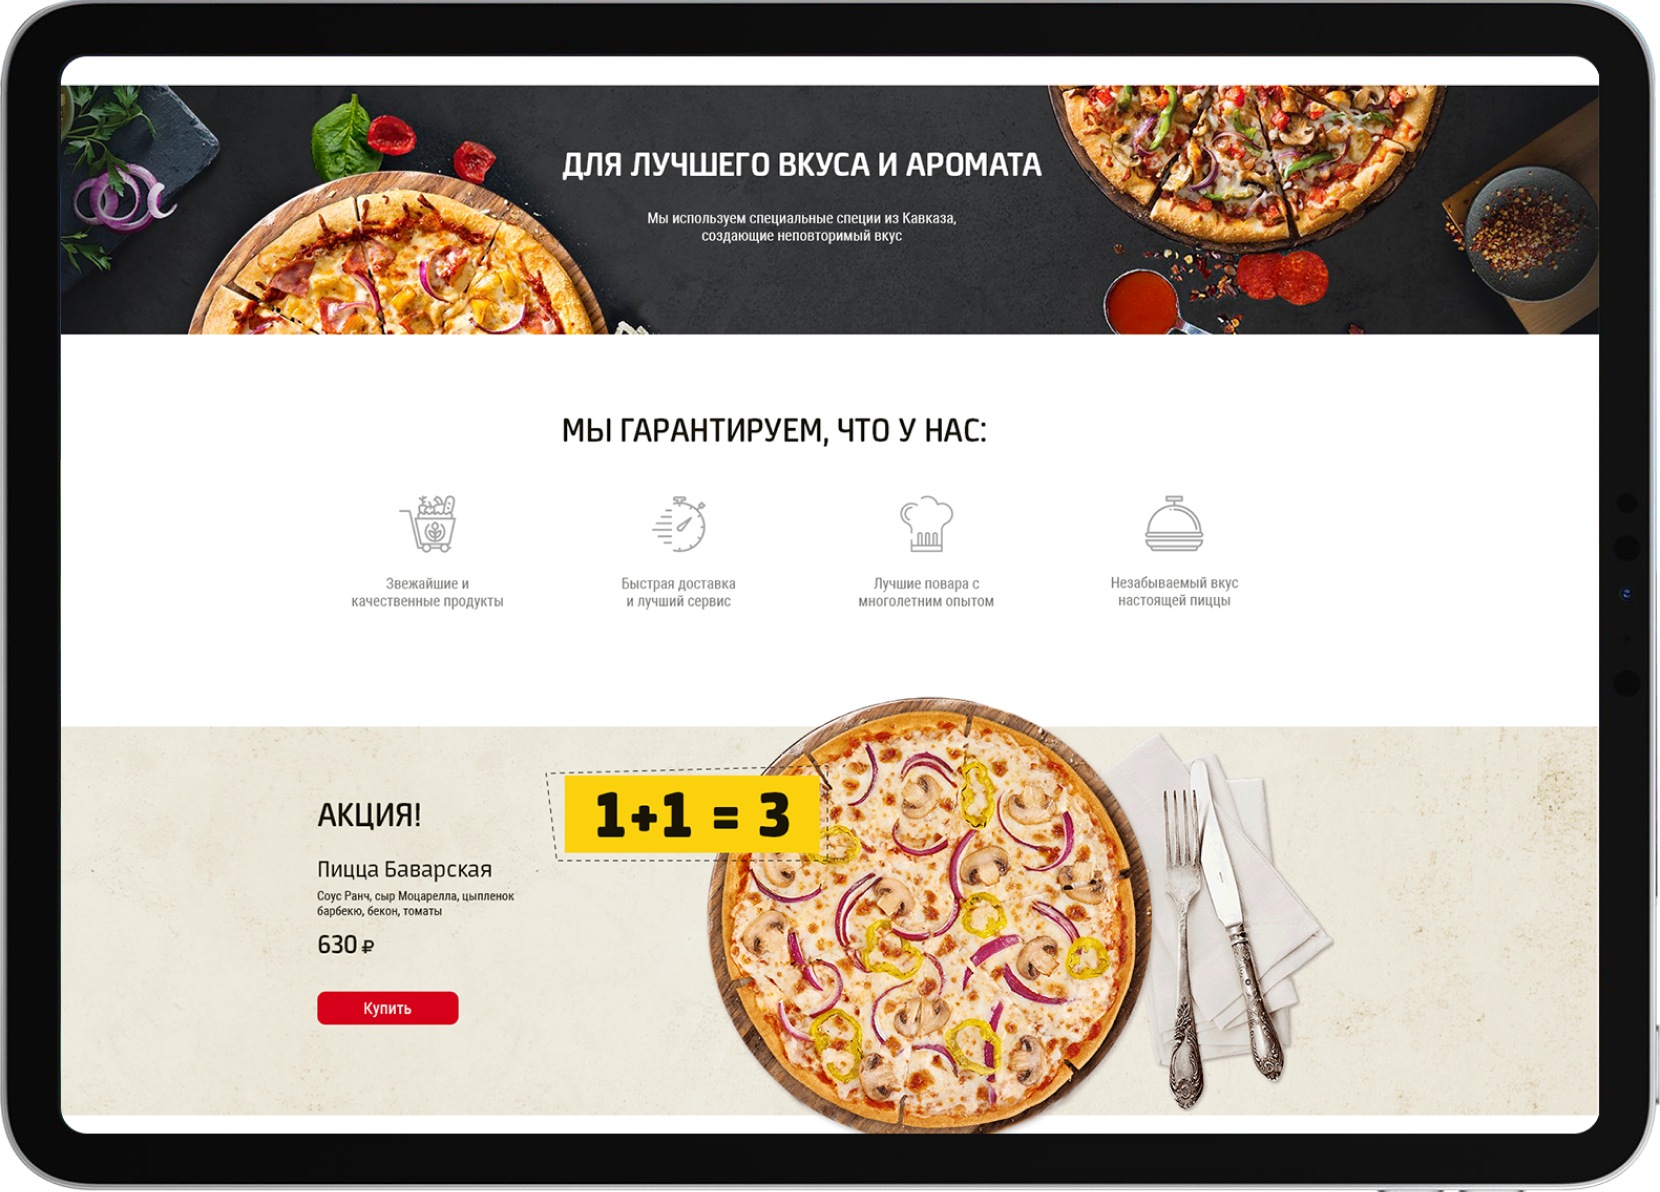 ДЛЯ ЛУЧШЕГО ВКУСА И АРОМАТА
Мы используем специальные специи из Кавказа,
создающие неповторимый вкус
МЫ ГАРАНТИРУЕМ, ЧТО У НАС:
Звежайшие и
качественные продукты
Быстрая доставка
и лучший сервис
Лучшие повара с
многолетним опытом
Незабываемый вкус
настоящей пиццы
АКЦИЯ!
1+1 = 3
Пицца Баварская
Соус Ранч, сыр Моцарелла, цыпленок
барбекю, бекон, томаты
630 ₽
Купить